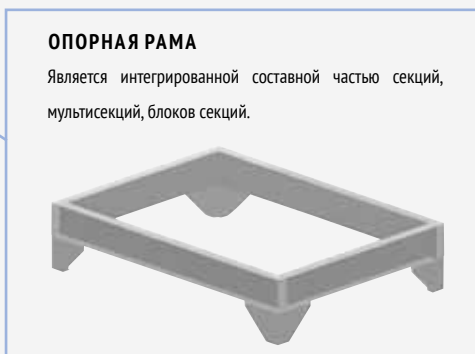 ОПОРНАЯ РАМА
Является интегрированной составной частью секций,
мультисекций, блоков секций.